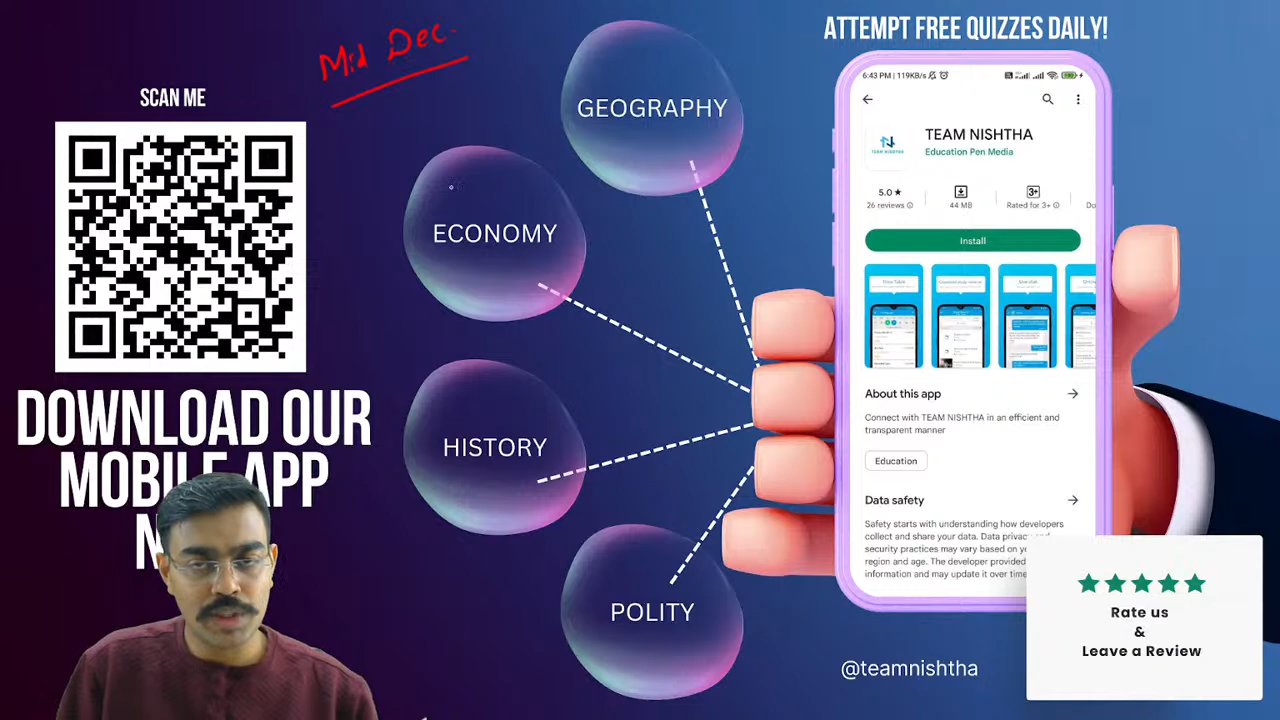 Mid Dec.
SCAN ME
DOWNLOAD OUR
MOBILE APP
GEOGRAPHY
ECONOMY
HISTORY
POLITY
ATTEMPT FREE QUIZZES DAILY!
6:43 PM | 119KB/s
TEAM NISHTHA
Education Pen Media
5.0 ★
26 reviews
44 MB
3+
Rated for 3+
Do
Install
About this app
Connect with TEAM NISHTHA in an efficient and
transparent manner
Education
Data safety
Safety starts with understanding how developers
collect and share your data. Data privacy and
security practices may vary based on
region and age. The developer provided
information and may update it over time
Rate us
&
Leave a Review
@teamnishtha